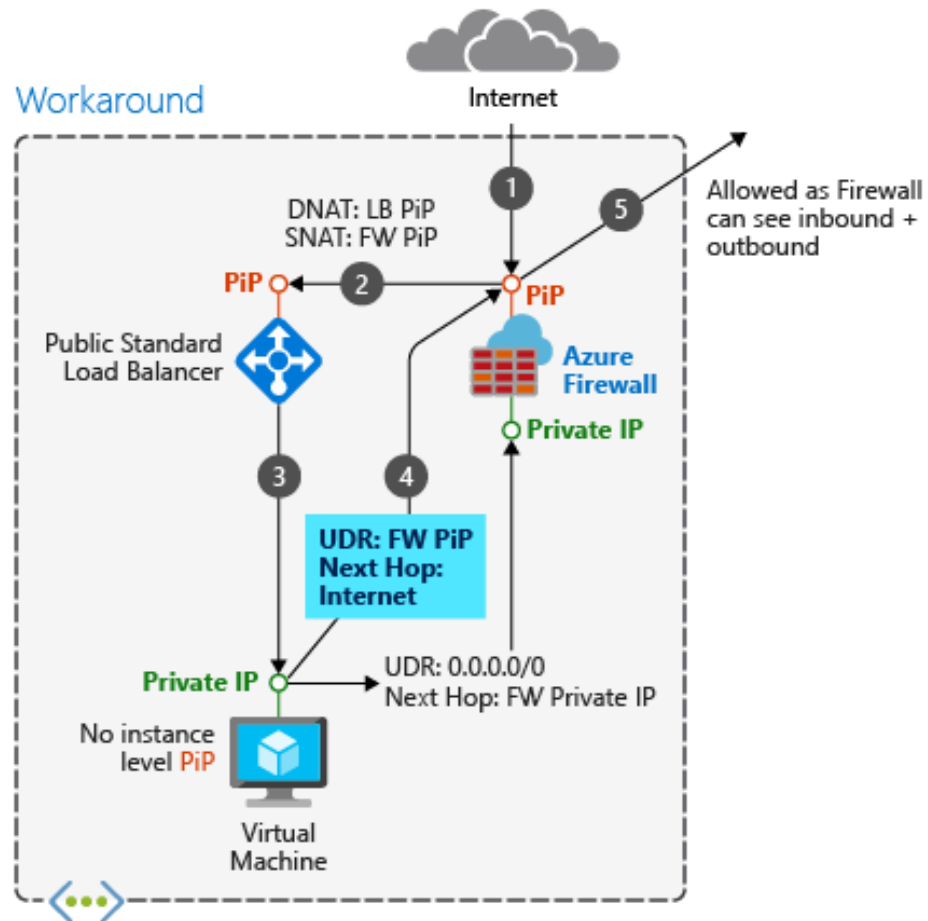 Internet
Workaround
1
DNAT: LB PiP
SNAT: FW PiP
5
Allowed as Firewall
can see inbound +
outbound
PiP
2
PiP
Public Standard
Load Balancer
Azure
Firewall
Private IP
3
4
UDR: FW PiP
Next Hop:
Internet
Private IP
UDR: 0.0.0.0/0
Next Hop: FW Private IP
No instance
level PiP
Virtual
Machine